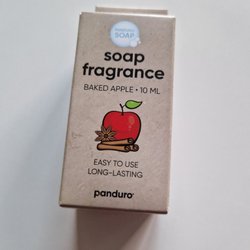 SOAP
soap
fragrance
BAKED APPLE • 10 ML
EASY TO USE
LONG-LASTING
panduro